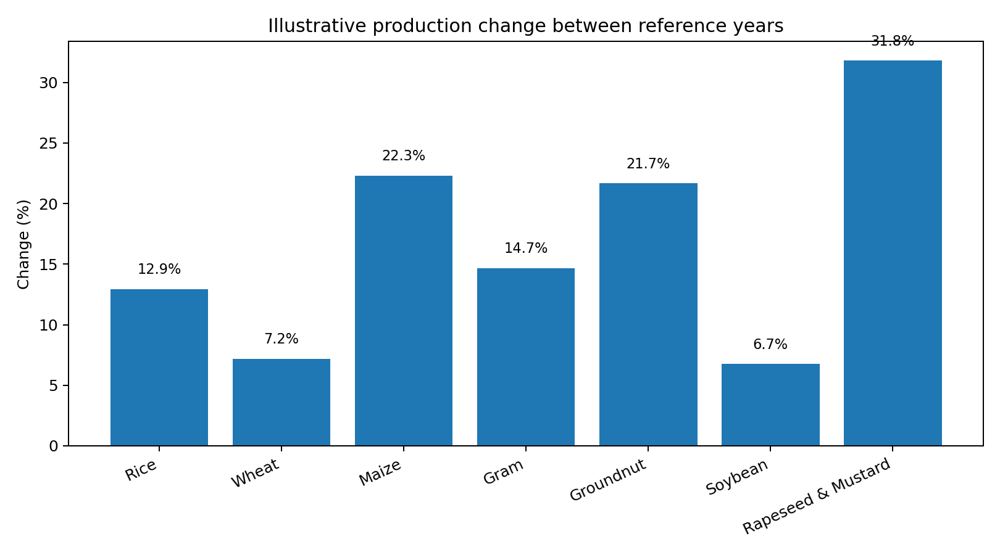 Illustrative production change between reference years
31.8%
30
25
22.3%
21.7%
20
Change (%)
15
14.7%
12.9%
10
7.2%
6.7%
5
0
Rice
Wheat
Maize
Gram
Groundnut
Soybean
Rapeseed & Mustard